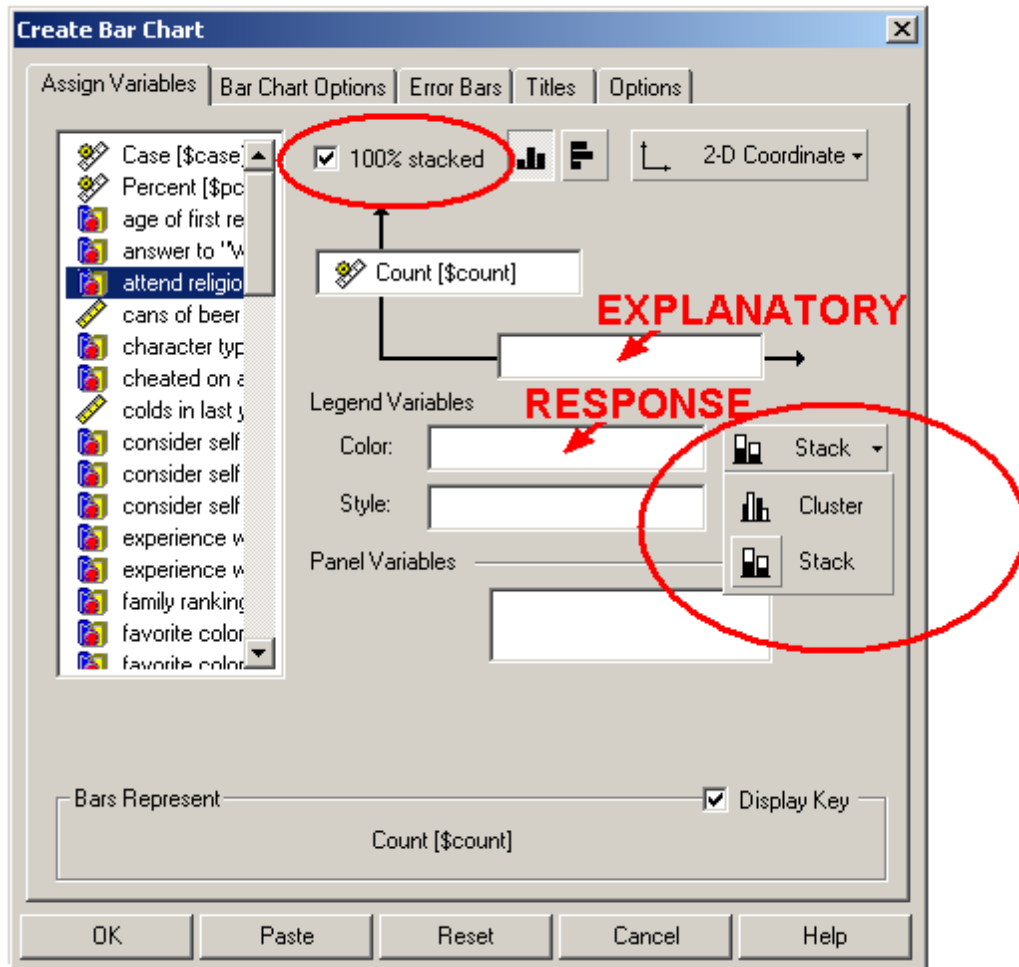 Create Bar Chart
Assign Variables
Bar Chart Options
Error Bars
Titles
Options
Case [$case]
Percent [$pc
age of first re
answer to "W
attend religio
cans of beer
character typ
cheated on a
colds in last y
consider self
consider self
consider self
experience w
experience w
family ranking
favorite color
favorite color
100% stacked
2-D Coordinate
Count [$count]
EXPLANATORY
Legend Variables
RESPONSE
Color:
Stack
Style:
Cluster
Stack
Panel Variables
Bars Represent
Display Key
Count [$count]
OK
Paste
Reset
Cancel
Help